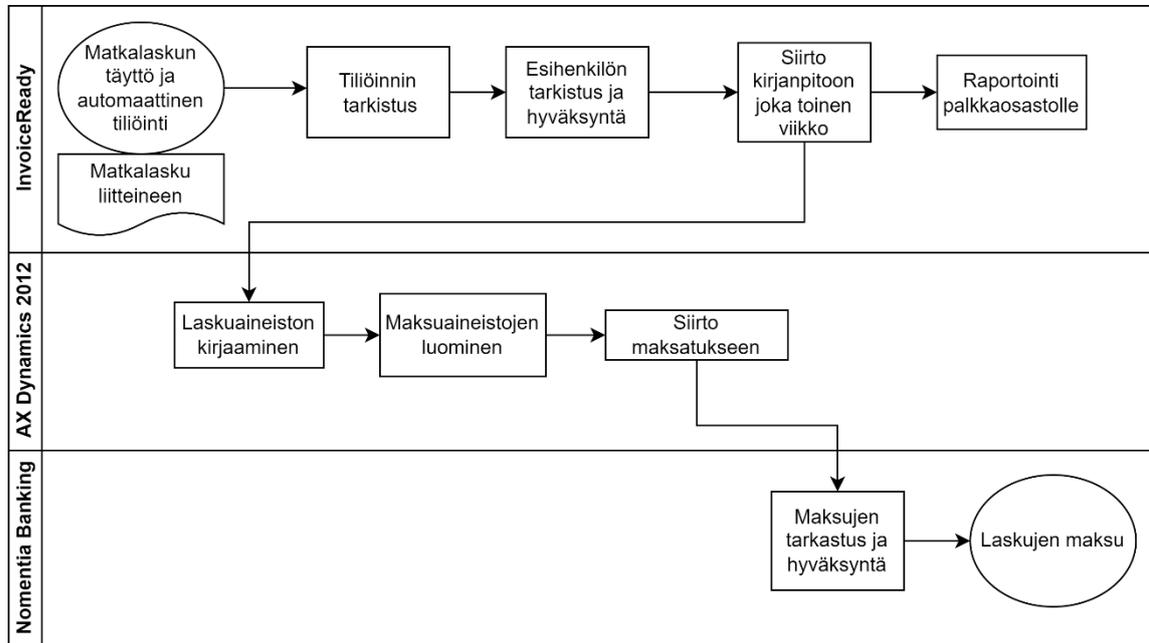 InvoiceReady
Matkalaskun
täyttö ja
automaattinen
tiliöinti
Matkalasku
liitteineen
Tiliöinnin
tarkistus
Esihenkilön
tarkistus ja
hyväksyntä
Siirto
kirjanpitoon
joka toinen
viikko
Raportointi
palkkaosastolle
AX Dynamics 2012
Laskuaineiston
kirjaaminen
Maksuaineistojen
luominen
Siirto
maksatukseen
Nomentia Banking
Maksujen
tarkastus ja
hyväksyntä
Laskujen maksu